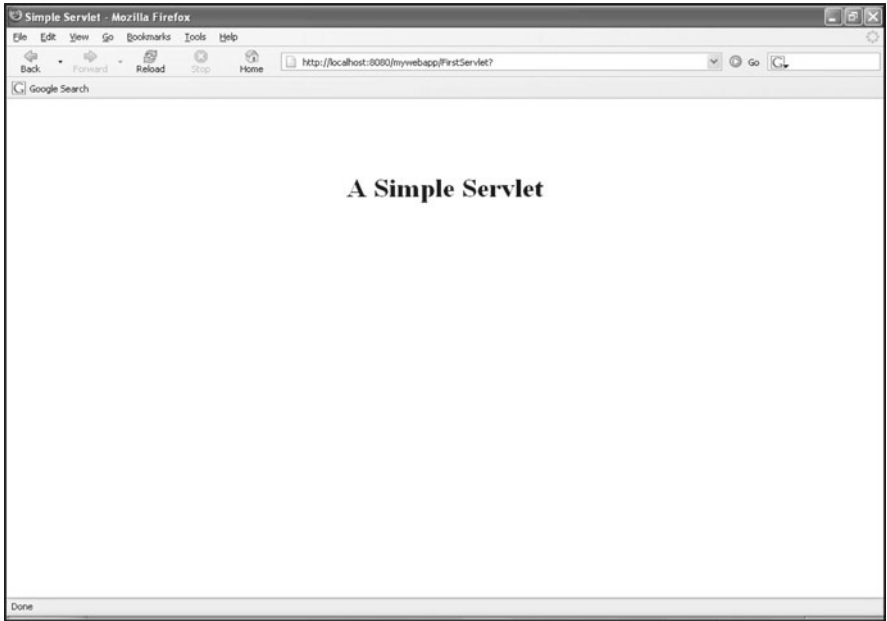 Simple Servlet - Mozilla Firefox
File Edit View Go Bookmarks Tools Help
Back Forward Reload Stop Home http://localhost:8080/mywebapp/FirstServlet? Go G
G Google Search
A Simple Servlet
Done